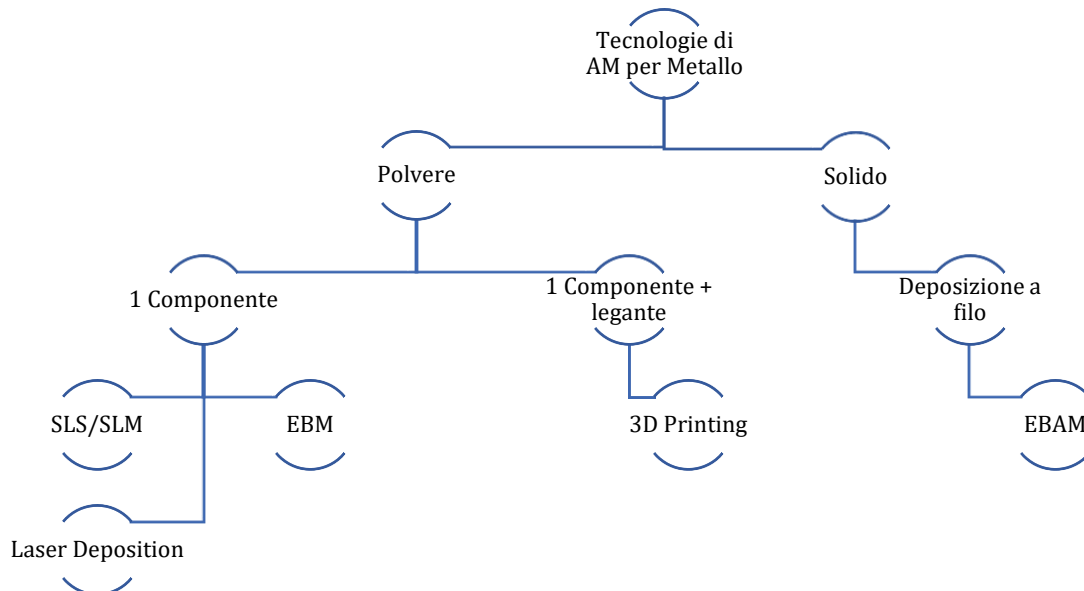 Tecnologie di
AM per Metallo
Polvere
Solido
1 Componente
1 Componente +
legante
Deposizione a
filo
SLS/SLM
EBM
3D Printing
EBAM
Laser Deposition